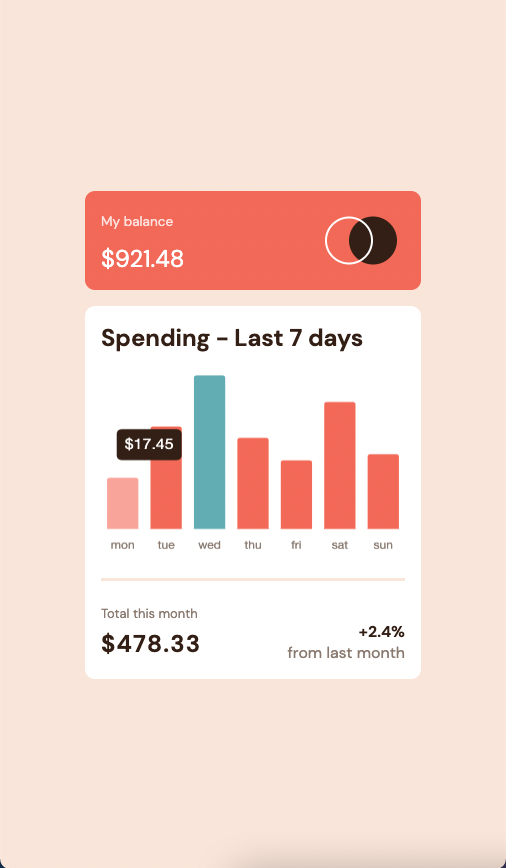 My balance
$921.48
Spending - Last 7 days
$17.45
mon tue wed thu fri sat sun
Total this month
$478.33
+2.4%
from last month